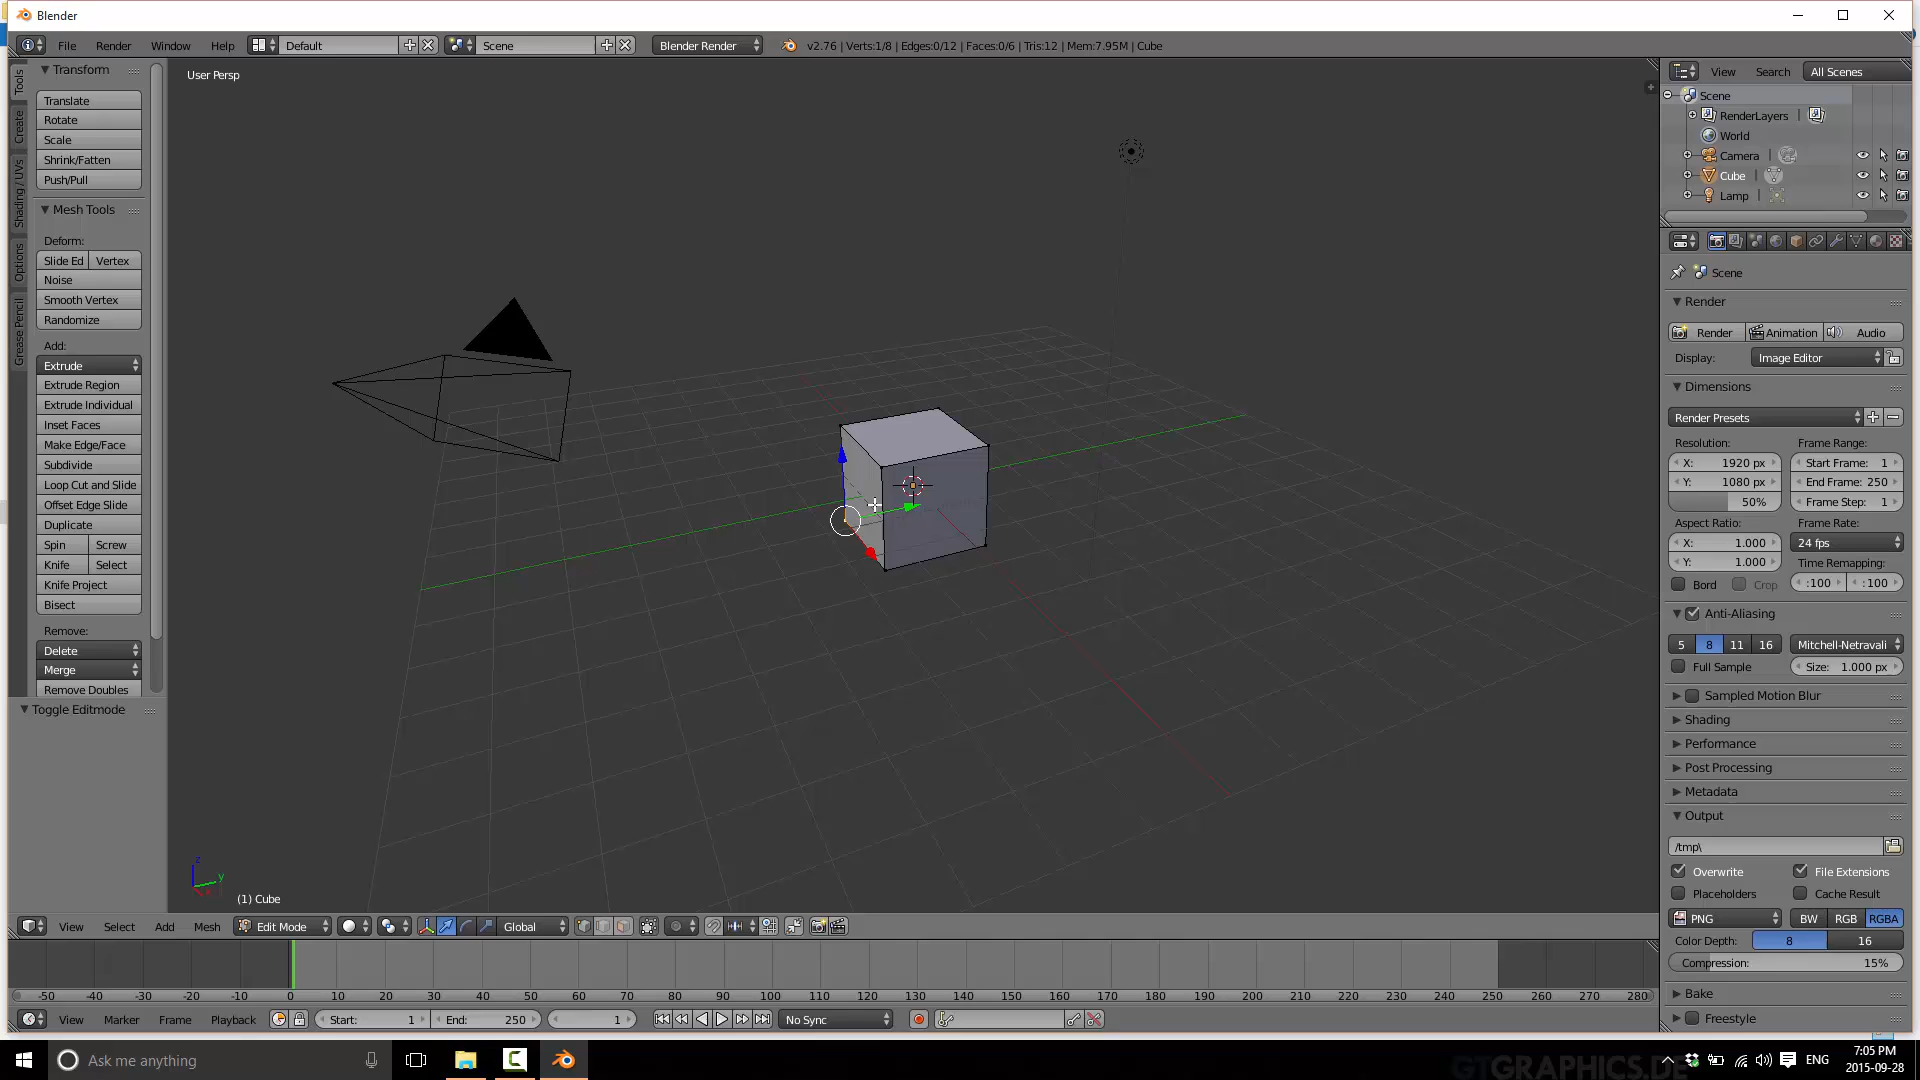 Blender
File Render Window Help Default Scene Blender Render v2.76 | Verts:1/8 | Edges:0/12 | Faces:0/6 | Tris:12 | Mem:7.95M | Cube
Tools
Create
Shading / UVs
Options
Grease Pencil
Transform
Translate
Rotate
Scale
Shrink/Fatten
Push/Pull
Mesh Tools
Deform:
Slide Ed Vertex
Noise
Smooth Vertex
Randomize
Add:
Extrude
Extrude Region
Extrude Individual
Inset Faces
Make Edge/Face
Subdivide
Loop Cut and Slide
Offset Edge Slide
Duplicate
Spin Screw
Knife Select
Knife Project
Bisect
Remove:
Delete
Merge
Remove Doubles
Toggle Editmode
User Persp
z
y
(1) Cube
View Search All Scenes
Scene
RenderLayers
World
Camera
Cube
Lamp
Scene
Render
Render Animation Audio
Display: Image Editor
Dimensions
Render Presets
Resolution: Frame Range:
X: 1920 px Start Frame: 1
Y: 1080 px End Frame: 250
50% Frame Step: 1
Aspect Ratio: Frame Rate:
X: 1.000 24 fps
Y: 1.000 Time Remapping:
Bord Crop :100 :100
Anti-Aliasing
5 8 11 16 Mitchell-Netravali
Full Sample Size: 1.000 px
Sampled Motion Blur
Shading
Performance
Post Processing
Metadata
Output
/tmp\
Overwrite File Extensions
Placeholders Cache Result
PNG BW RGB RGBA
Color Depth: 8 16
Compression: 15%
Bake
Freestyle
View Select Add Mesh Edit Mode Global
-50 -40 -30 -20 -10 0 10 20 30 40 50 60 70 80 90 100 110 120 130 140 150 160 170 180 190 200 210 220 230 240 250 260 270 280
View Marker Frame Playback Start: 1 End: 250 1 No Sync
Ask me anything
ENG
7:05 PM
2015-09-28
GTGRAPHICS.DE